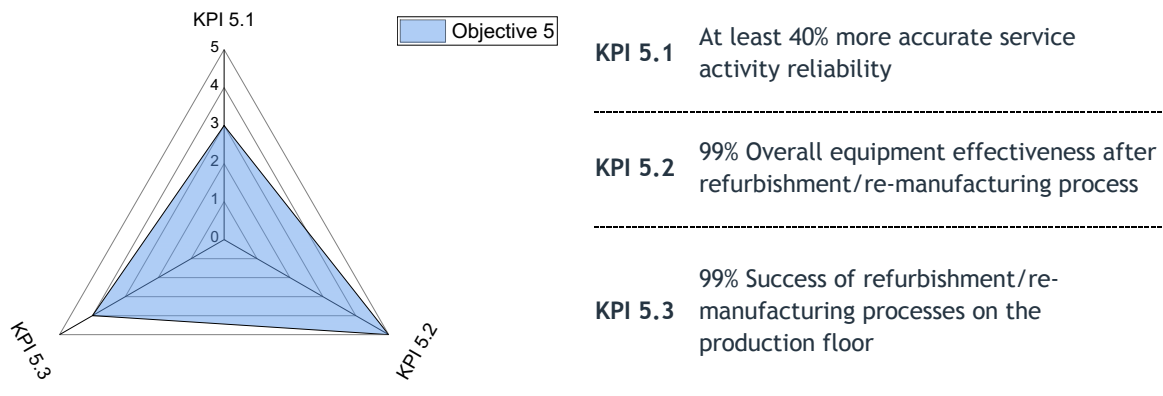 KPI 5.1
5
4
3
2
1
0
KPI 5.3
KPI 5.2
Objective 5
KPI 5.1
At least 40% more accurate service
activity reliability
KPI 5.2
99% Overall equipment effectiveness after
refurbishment/re-manufacturing process
KPI 5.3
99% Success of refurbishment/re-
manufacturing processes on the
production floor